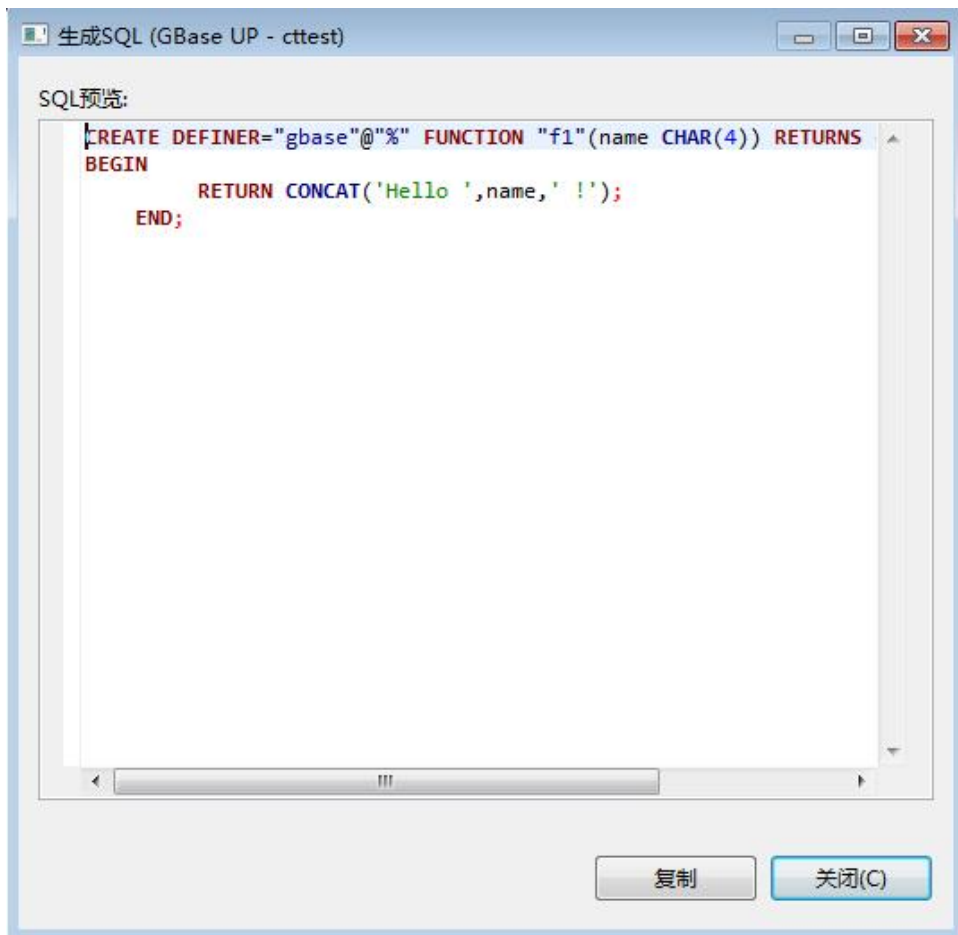 生成SQL (GBase UP - cttest)
SQL预览:
CREATE DEFINER="gbase"@"%" FUNCTION "f1"(name CHAR(4)) RETURNS
BEGIN
RETURN CONCAT('Hello ',name,' !');
END;
复制
关闭(C)